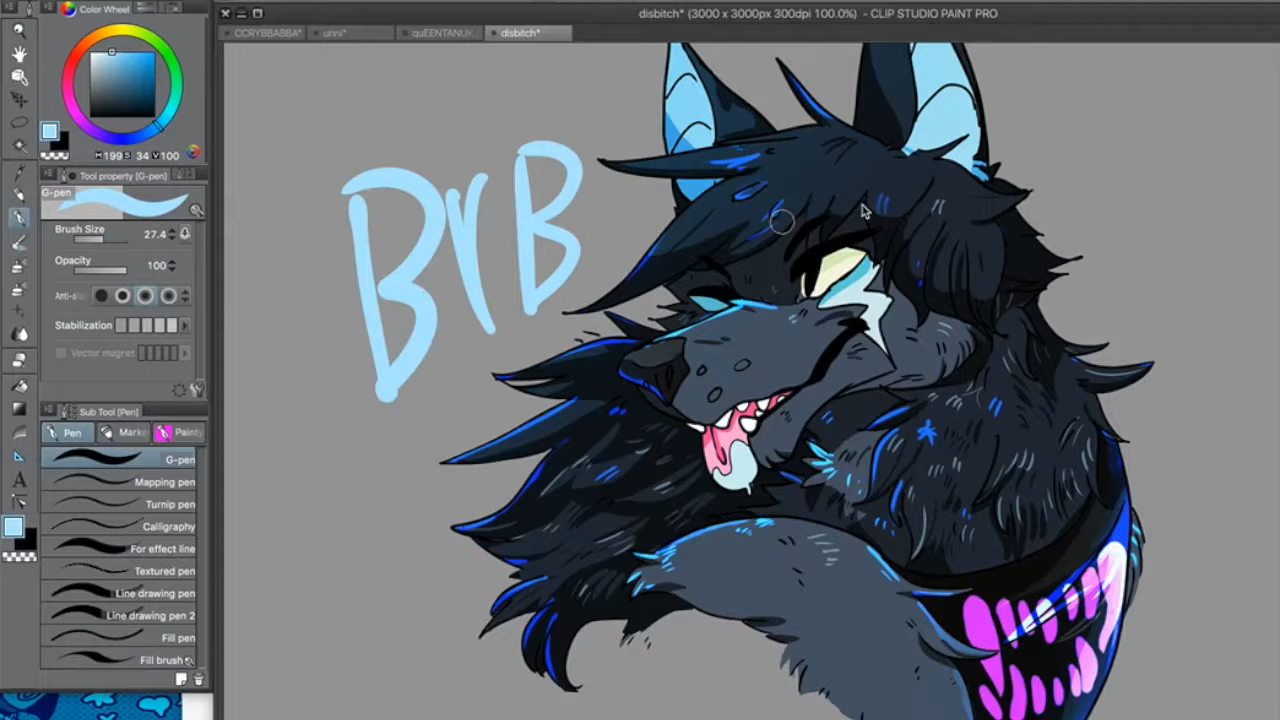 Color Wheel
disbitch* (3000 x 3000px 300dpi 100.0%) - CLIP STUDIO PAINT PRO
CCRYBBABBA* unni* quEENTANUK disbitch*
H 199 S 34 V 100
Tool property [G-pen]
G-pen
Brush Size 27.4
Opacity 100
Anti-alia
Stabilization
Vector magnet
Sub Tool [Pen]
Pen Marke Painty
G-pen
Mapping pen
Turnip pen
Calligraphy
For effect line
Textured pen
Line drawing pen
Line drawing pen 2
Fill pen
Fill brush
BrB